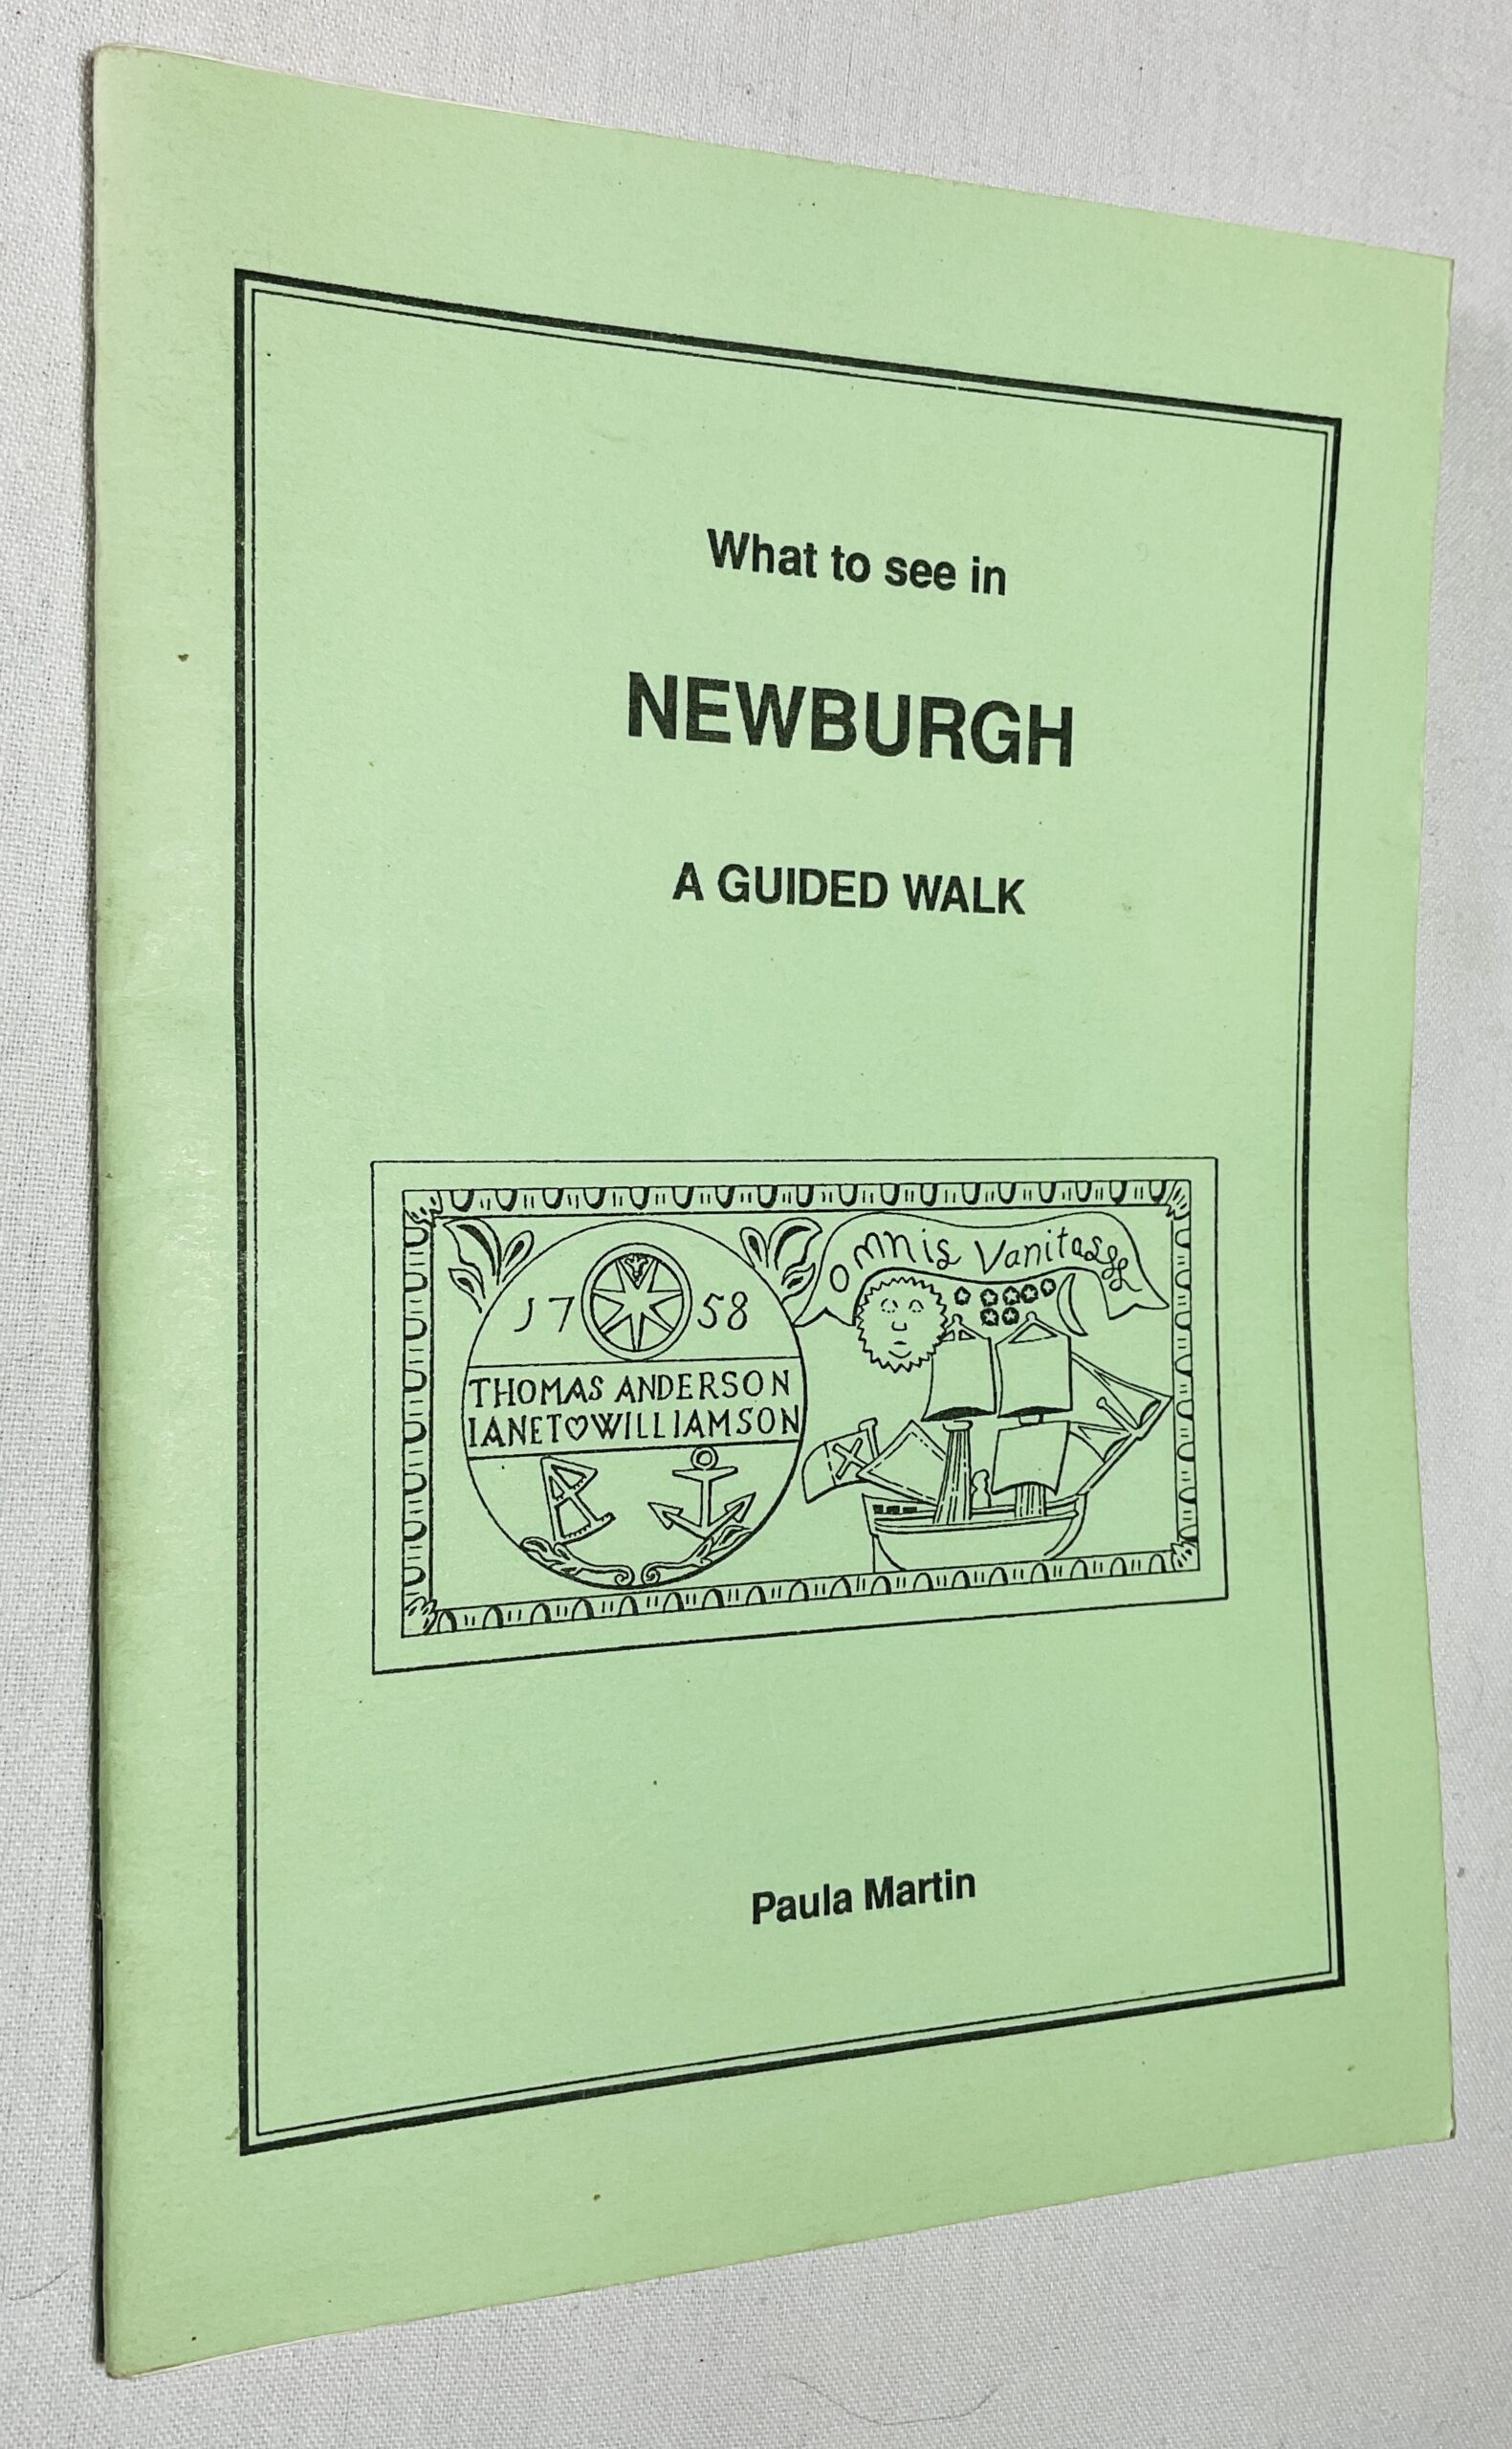 What to see in
NEWBURGH
A GUIDED WALK
Omnis Vanitas
17 58
THOMAS ANDERSON
IANET♡WILLIAMSON
Paula Martin